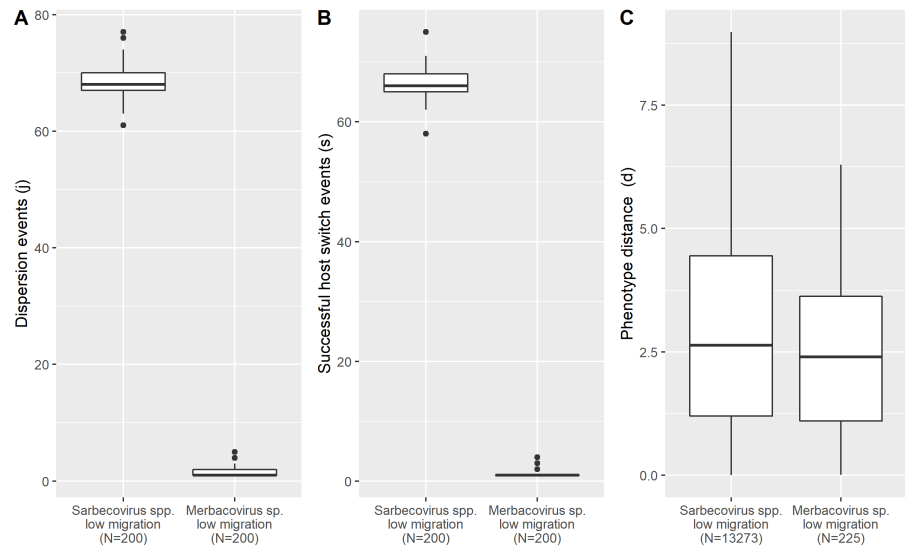 A
Dispersion events (j)
80
60
40
20
0
Sarbecovirus spp.
low migration
(N=200)
Merbacovirus sp.
low migration
(N=200)
B
Successful host switch events (s)
60
40
20
0
Sarbecovirus spp.
low migration
(N=200)
Merbacovirus sp.
low migration
(N=200)
C
Phenotype distance (d)
7.5
5.0
2.5
0.0
Sarbecovirus spp.
low migration
(N=13273)
Merbacovirus sp.
low migration
(N=225)